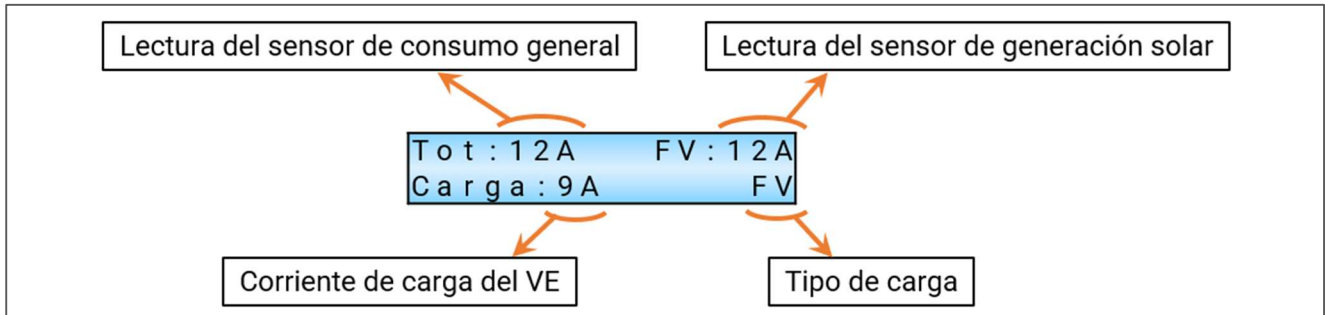 Lectura del sensor de consumo general
Lectura del sensor de generación solar
Tot:12A FV:12A
Carga:9A FV
Corriente de carga del VE
Tipo de carga